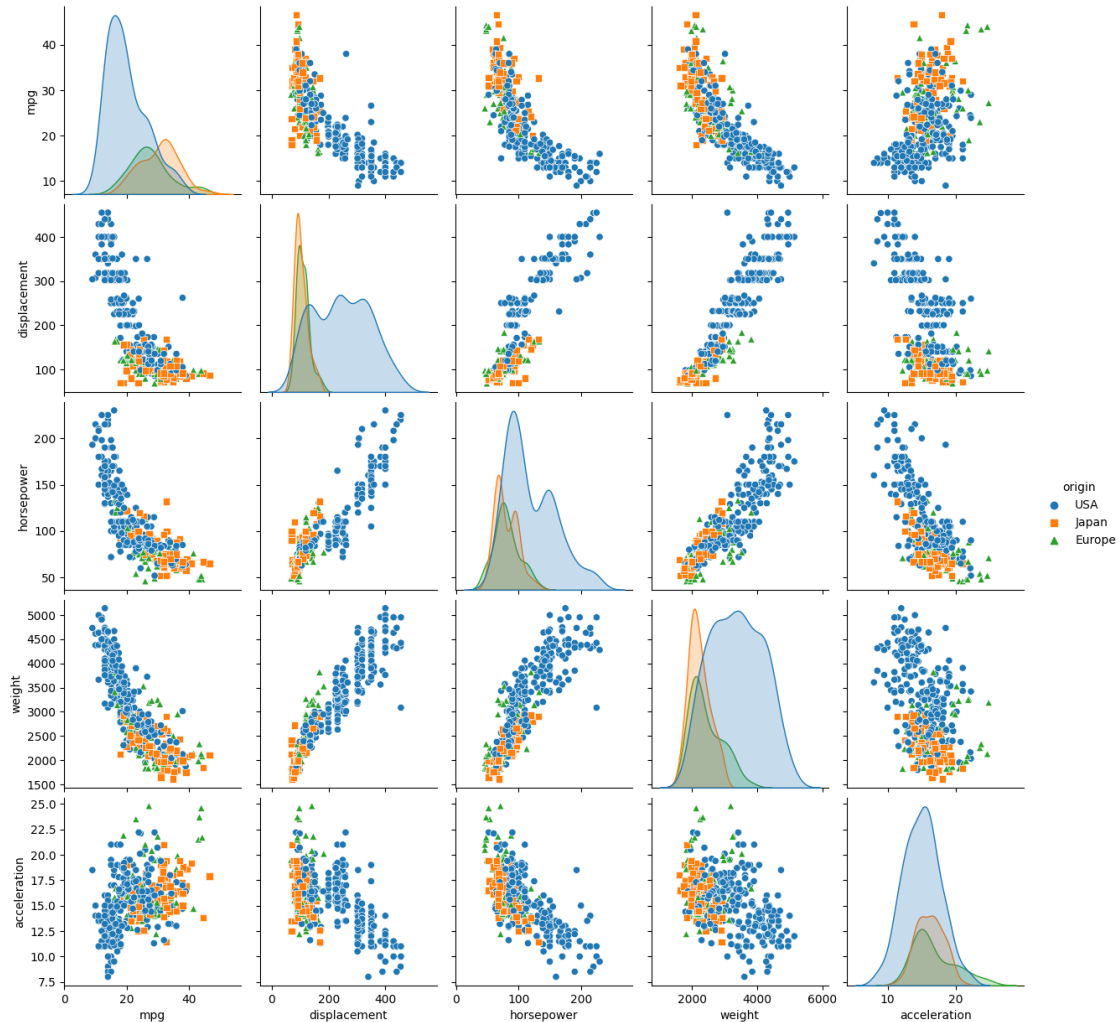 40
30
20
10
mpg
400
300
200
100
displacement
200
150
100
50
horsepower
origin
USA
Japan
Europe
5000
4500
4000
3500
3000
2500
2000
1500
weight
25.0
22.5
20.0
17.5
15.0
12.5
10.0
7.5
acceleration
0 20 40
0 200 400
0 100 200
2000 4000 6000
10 20
mpg
displacement
horsepower
weight
acceleration